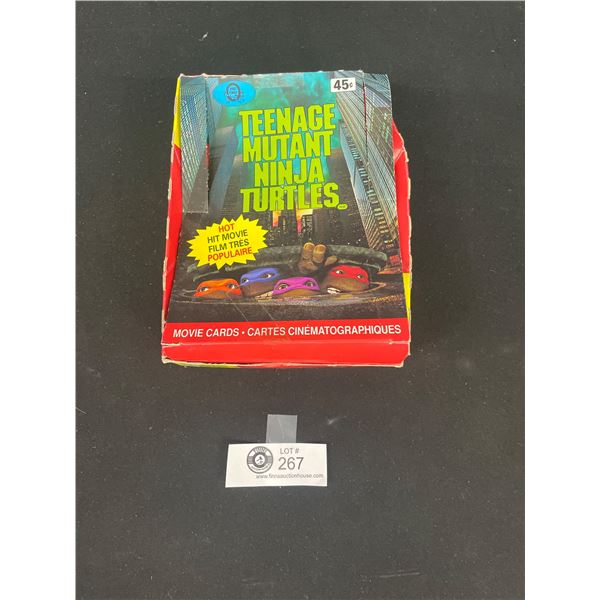 45¢
TEENAGE
MUTANT
NINJA
TURTLES
HOT
HIT MOVIE
FILM TRÈS
POPULAIRE
MOVIE CARDS • CARTES CINÉMATOGRAPHIQUES
LOT #
267
www.finnsauctionhouse.com